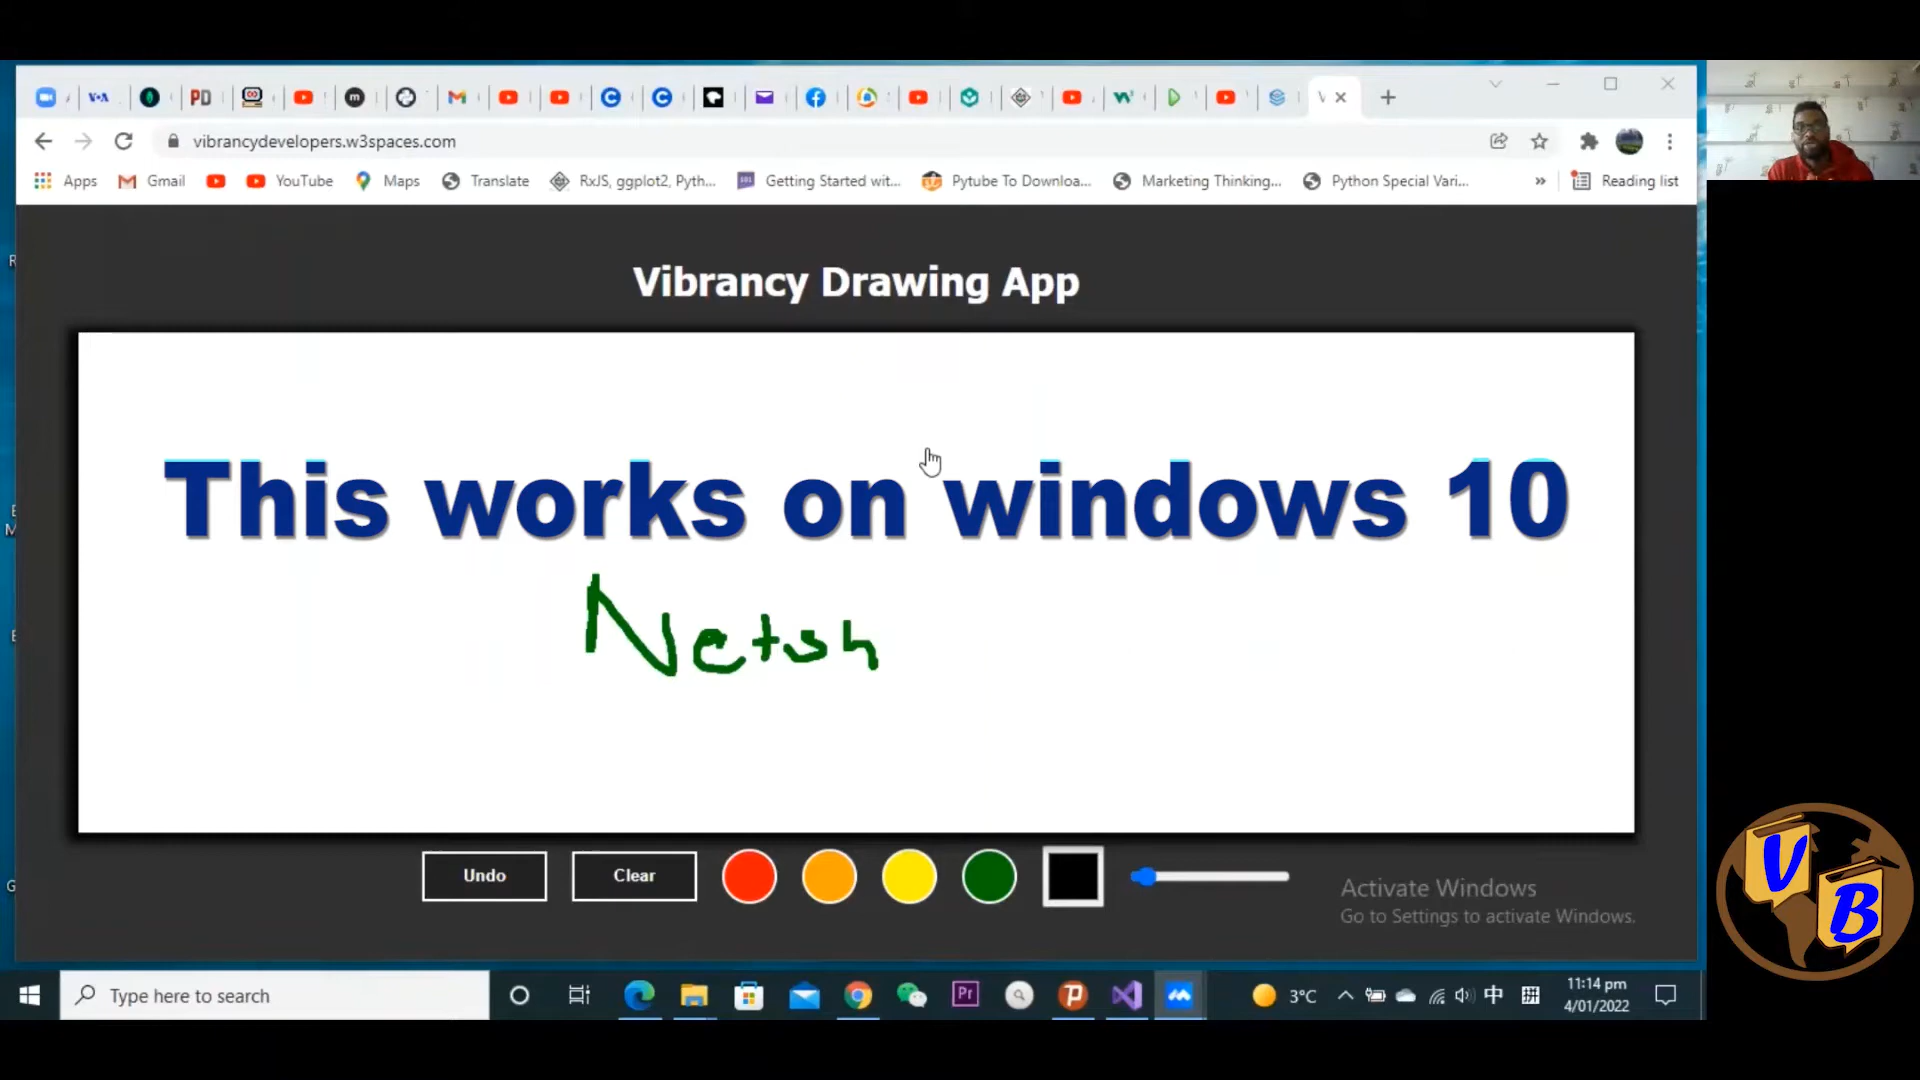 vibrancydevelopers.w3spaces.com
Apps Gmail YouTube Maps Translate RxJS, ggplot2, Pyth... Getting Started wit... Pytube To Downloa... Marketing Thinking... Python Special Vari... » Reading list
Vibrancy Drawing App
This works on windows 10
Netsh
Undo Clear
Activate Windows
Go to Settings to activate Windows.
V
B
Type here to search
Pr
3°C
中
11:14 pm
4/01/2022